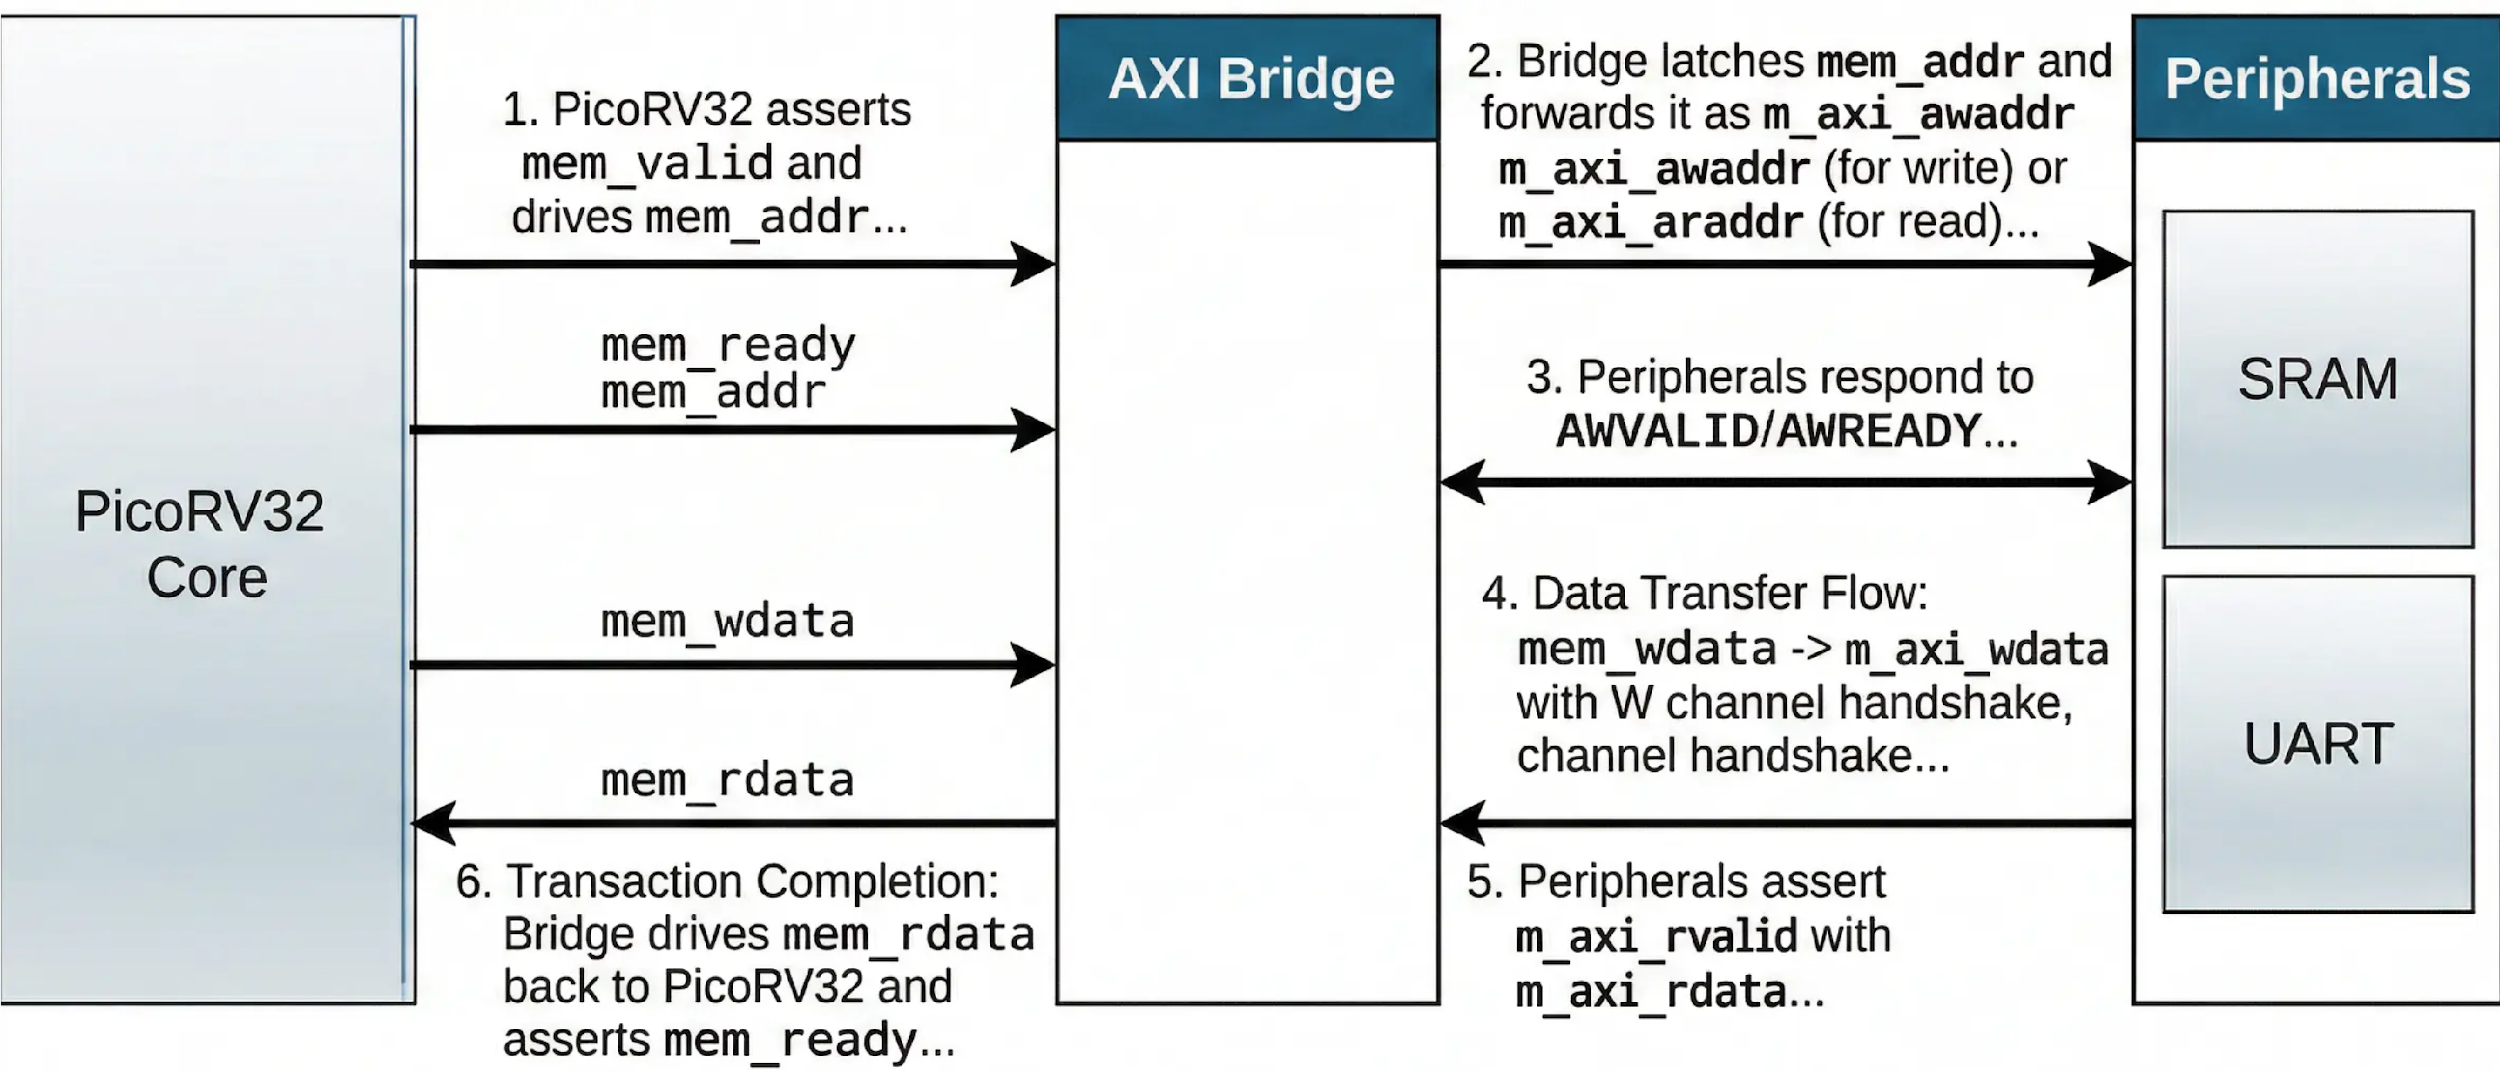 PicoRV32
Core
1. PicoRV32 asserts
mem_valid and
drives mem_addr...
mem_ready
mem_addr
mem_wdata
mem_rdata
6. Transaction Completion:
Bridge drives mem_rdata
back to PicoRV32 and
asserts mem_ready...
AXI Bridge
2. Bridge latches mem_addr and
forwards it as m_axi_awaddr
m_axi_awaddr (for write) or
m_axi_araddr (for read)...
3. Peripherals respond to
AWVALID/AWREADY...
4. Data Transfer Flow:
mem_wdata -> m_axi_wdata
with W channel handshake,
channel handshake...
5. Peripherals assert
m_axi_rvalid with
m_axi_rdata...
Peripherals
SRAM
UART